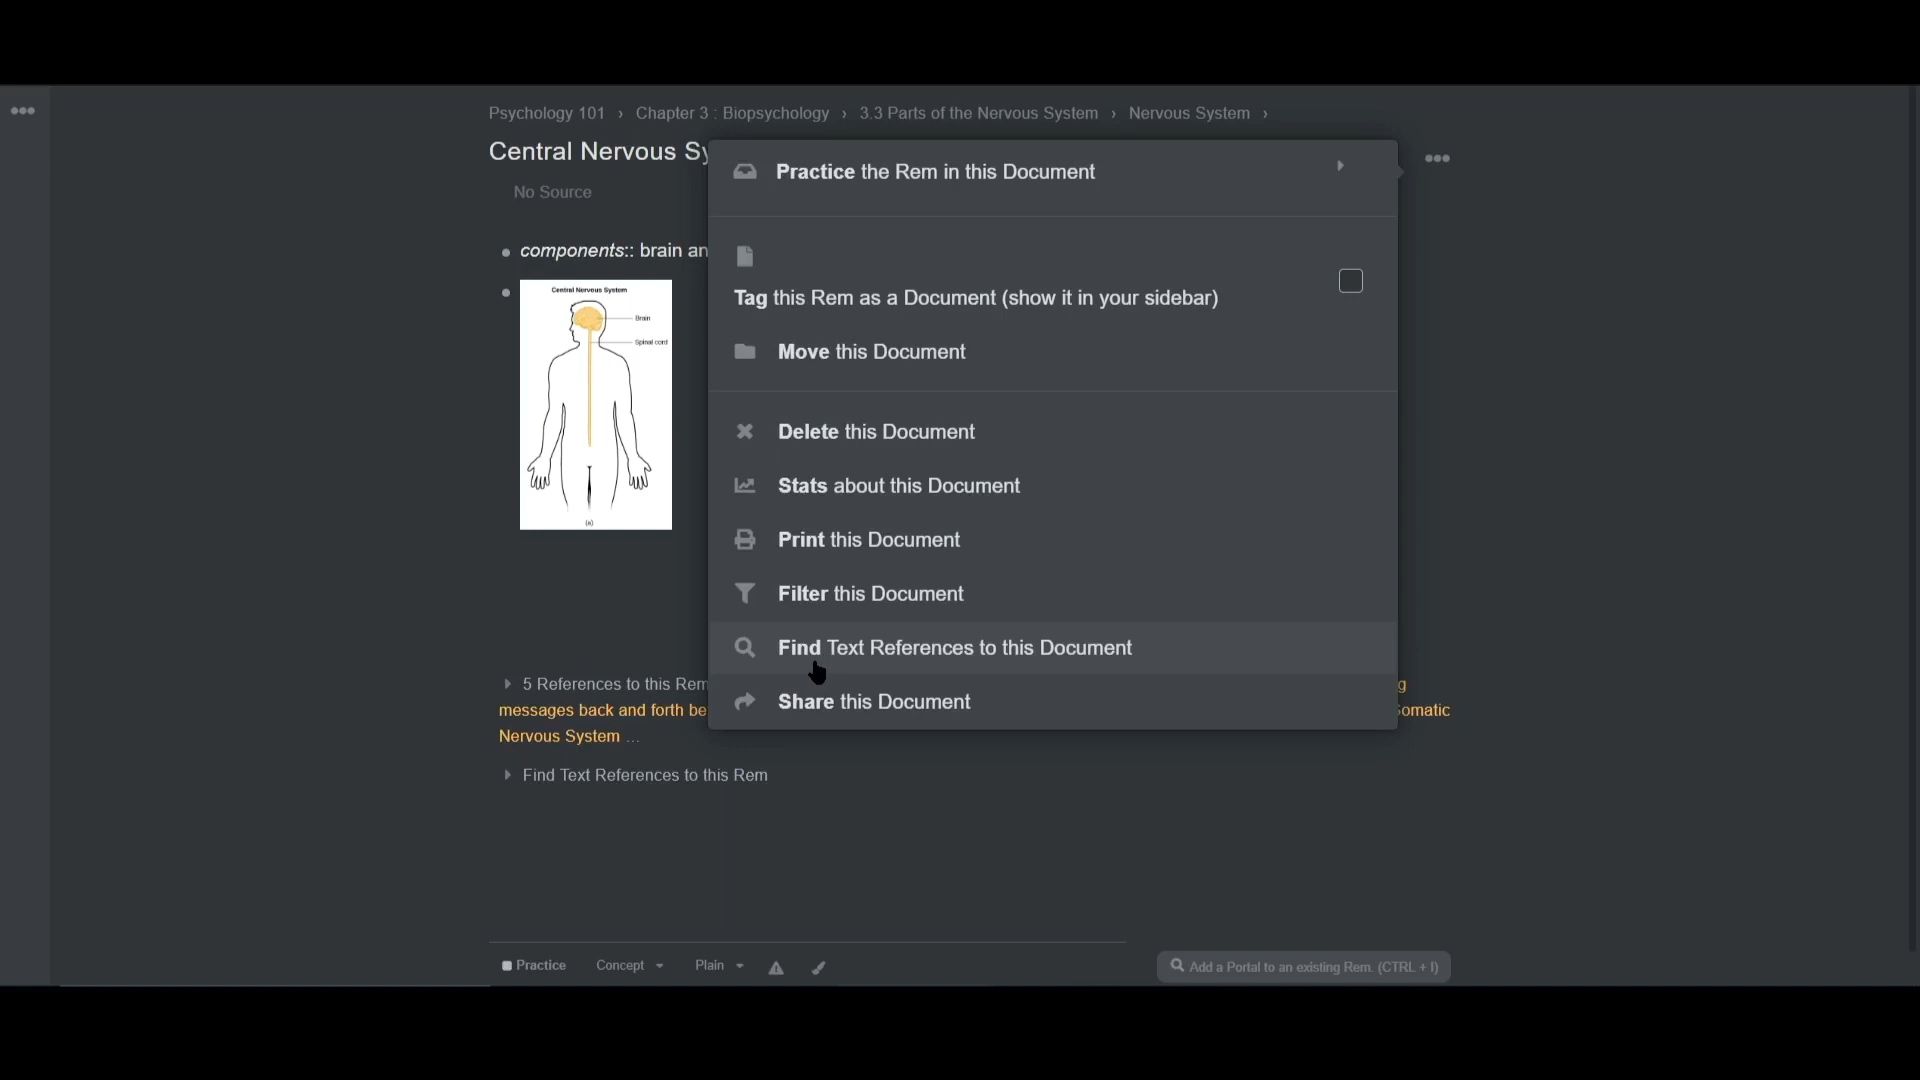 Psychology 101 › Chapter 3 : Biopsychology › 3.3 Parts of the Nervous System › Nervous System ›
Central Nervous Sy
No Source
components:: brain an
Central Nervous System
Brain
Spinal cord
(a)
Practice the Rem in this Document
Tag this Rem as a Document (show it in your sidebar)
Move this Document
Delete this Document
Stats about this Document
Print this Document
Filter this Document
Find Text References to this Document
Share this Document
5 References to this Rem g
messages back and forth be omatic
Nervous System ...
Find Text References to this Rem
Practice Concept Plain
Add a Portal to an existing Rem. (CTRL + I)